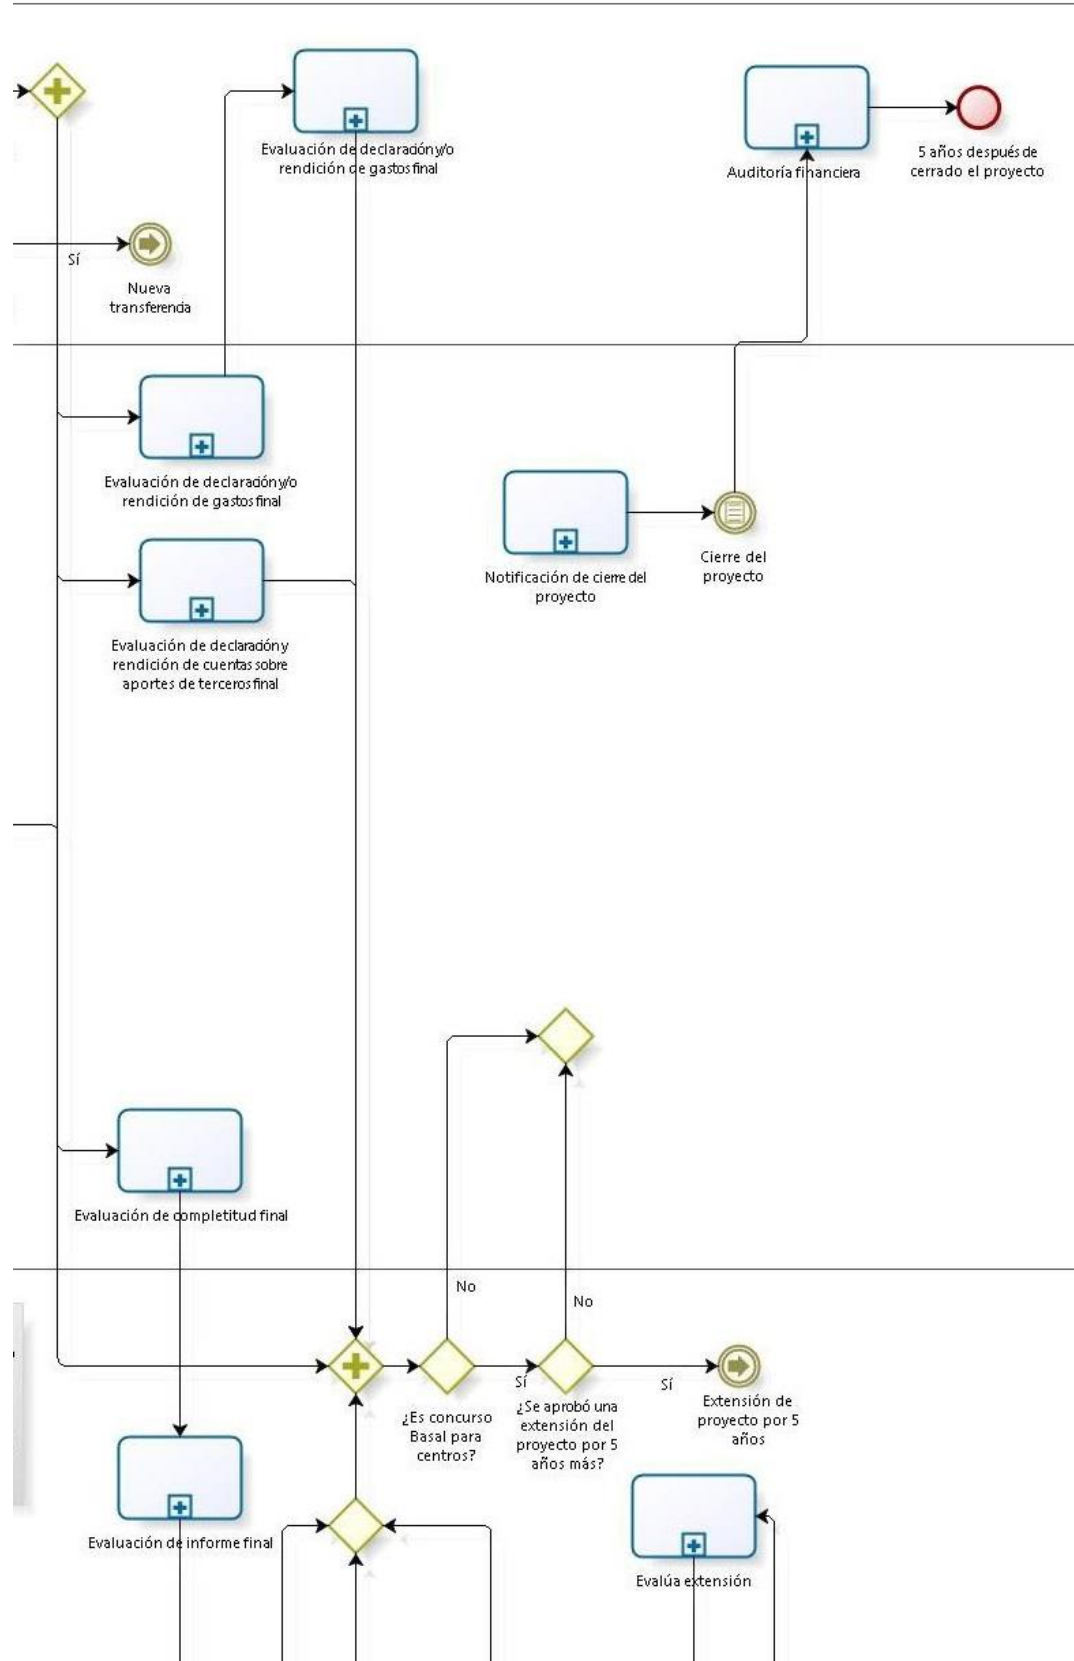 Evaluación de declaración y/o
rendición de gastos final
Auditoría financiera
5 años después de
cerrado el proyecto
Sí
Nueva
transferencia
Evaluación de declaración y/o
rendición de gastos final
Notificación de cierre del
proyecto
Cierre del
proyecto
Evaluación de declaración y
rendición de cuentas sobre
aportes de terceros final
Evaluación de completitud final
No
No
Sí
Sí
¿Es concurso
Basal para
centros?
¿Se aprobó una
extensión del
proyecto por 5
años más?
Extensión de
proyecto por 5
años
Evaluación de informe final
Evalúa extensión